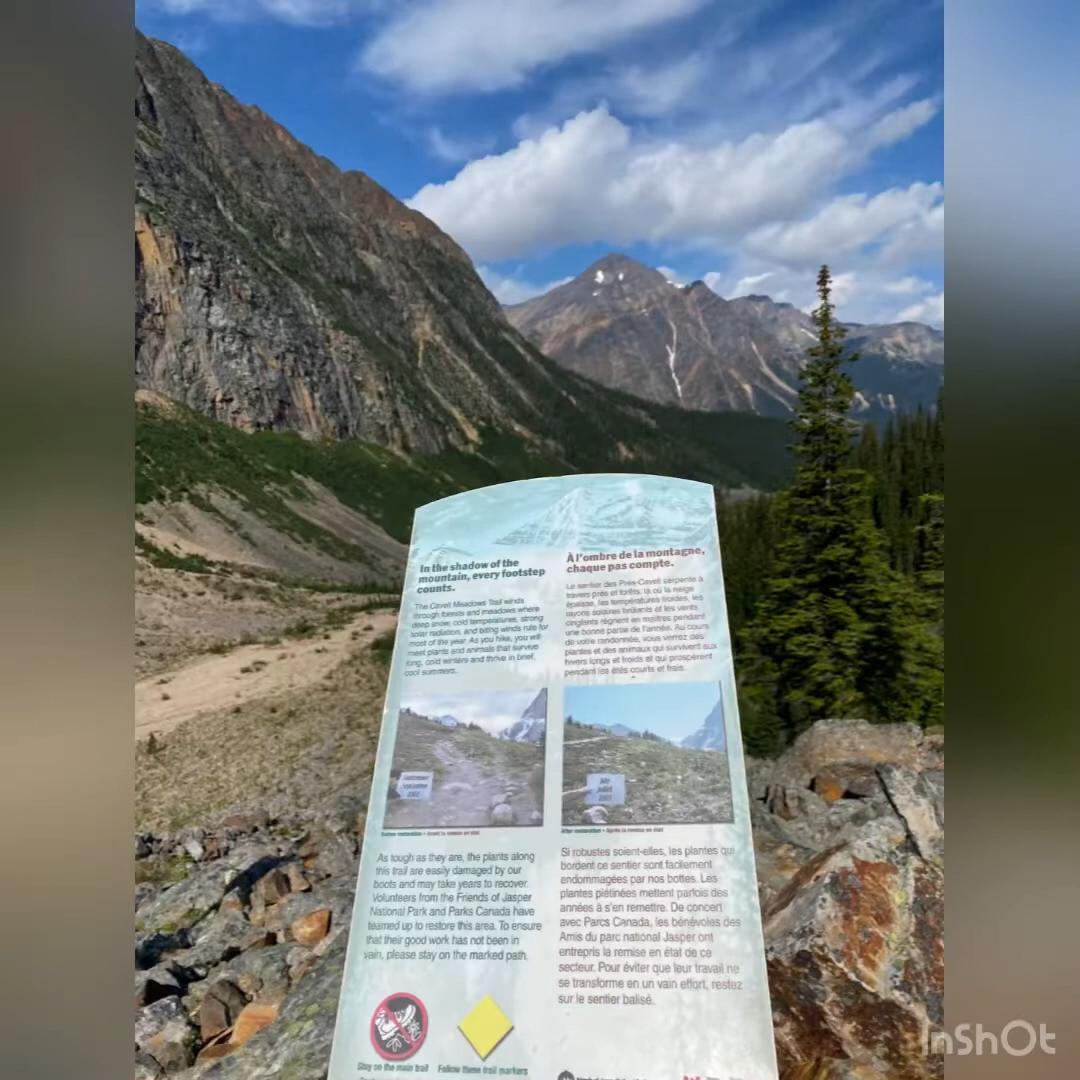 In the shadow of the
mountain, every footstep
counts.
The Cavell Meadows Trail winds
through forests and meadows where
deep snow, cold temperatures, strong
solar radiation, and biting winds rule for
most of the year. As you hike, you will
meet plants and animals that survive
long, cold winters and thrive in brief,
cool summers.
À l'ombre de la montagne,
chaque pas compte.
Le sentier des Prés-Cavell serpente à
travers prés et forêts, là où la neige
épaisse, les températures froides, les
rayons solaires brûlants et les vents
cinglants règnent en maîtres pendant
une bonne partie de l'année. Au cours
de votre randonnée, vous verrez des
plantes et des animaux qui survivent aux
hivers longs et froids et qui prospèrent
pendant les étés courts et frais.
Before restoration • Avant la remise en état
July
juillet
After restoration • Après la remise en état
As tough as they are, the plants along
this trail are easily damaged by our
boots and may take years to recover.
Volunteers from the Friends of Jasper
National Park and Parks Canada have
teamed up to restore this area. To ensure
that their good work has not been in
vain, please stay on the marked path.
Si robustes soient-elles, les plantes qui
bordent ce sentier sont facilement
endommagées par nos bottes. Les
plantes piétinées mettent parfois des
années à s'en remettre. De concert
avec Parcs Canada, les bénévoles des
Amis du parc national Jasper ont
entrepris la remise en état de ce
secteur. Pour éviter que leur travail ne
se transforme en un vain effort, restez
sur le sentier balisé.
Stay on the main trail
Follow these trail markers
InShOt